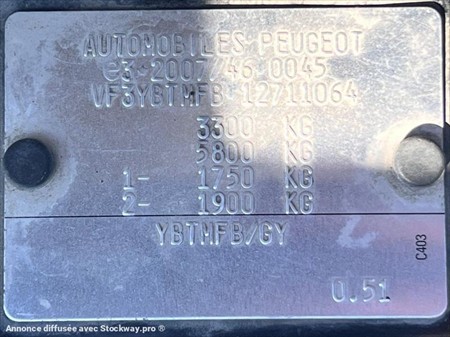 AUTOMOBILES PEUGEOT
e3*2007/46*0045
VF3YBTMFB 12711064
3300 KG
5800 KG
1- 1750 KG
2- 1900 KG
YBTMFB/GY
C403
0.51
Annonce diffusée avec Stockway.pro ®